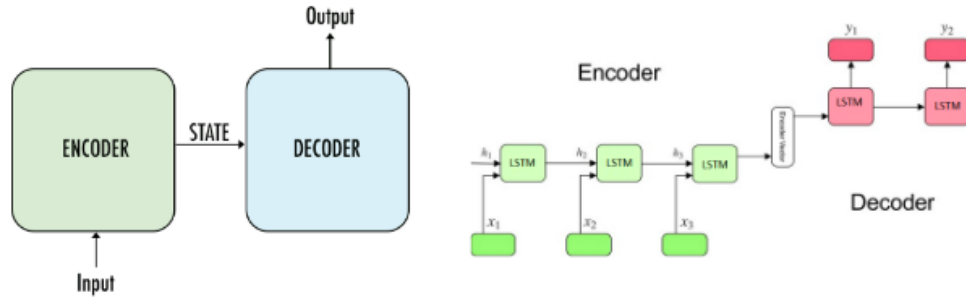 Output
ENCODER
STATE
DECODER
Input
Encoder
y1
y2
LSTM
LSTM
Encoder Vector
h1
LSTM
h2
LSTM
h3
LSTM
x1
x2
x3
Decoder